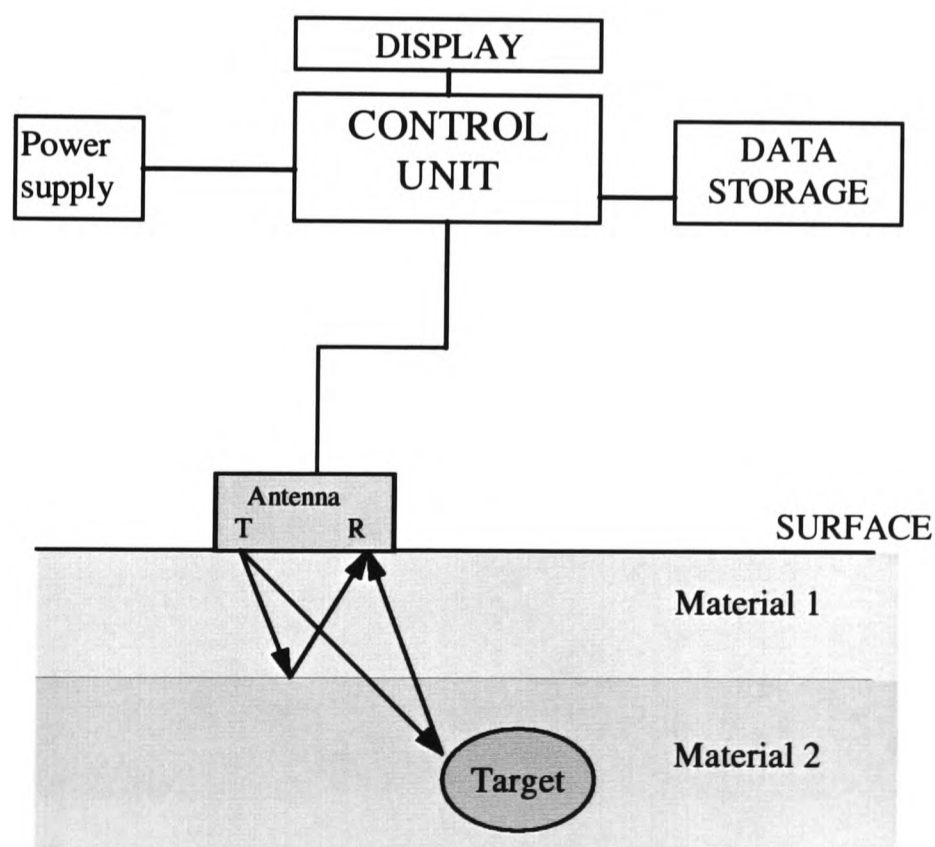 DISPLAY
CONTROL
UNIT
Power
supply
DATA
STORAGE
Antenna
T R
SURFACE
Material 1
Material 2
Target